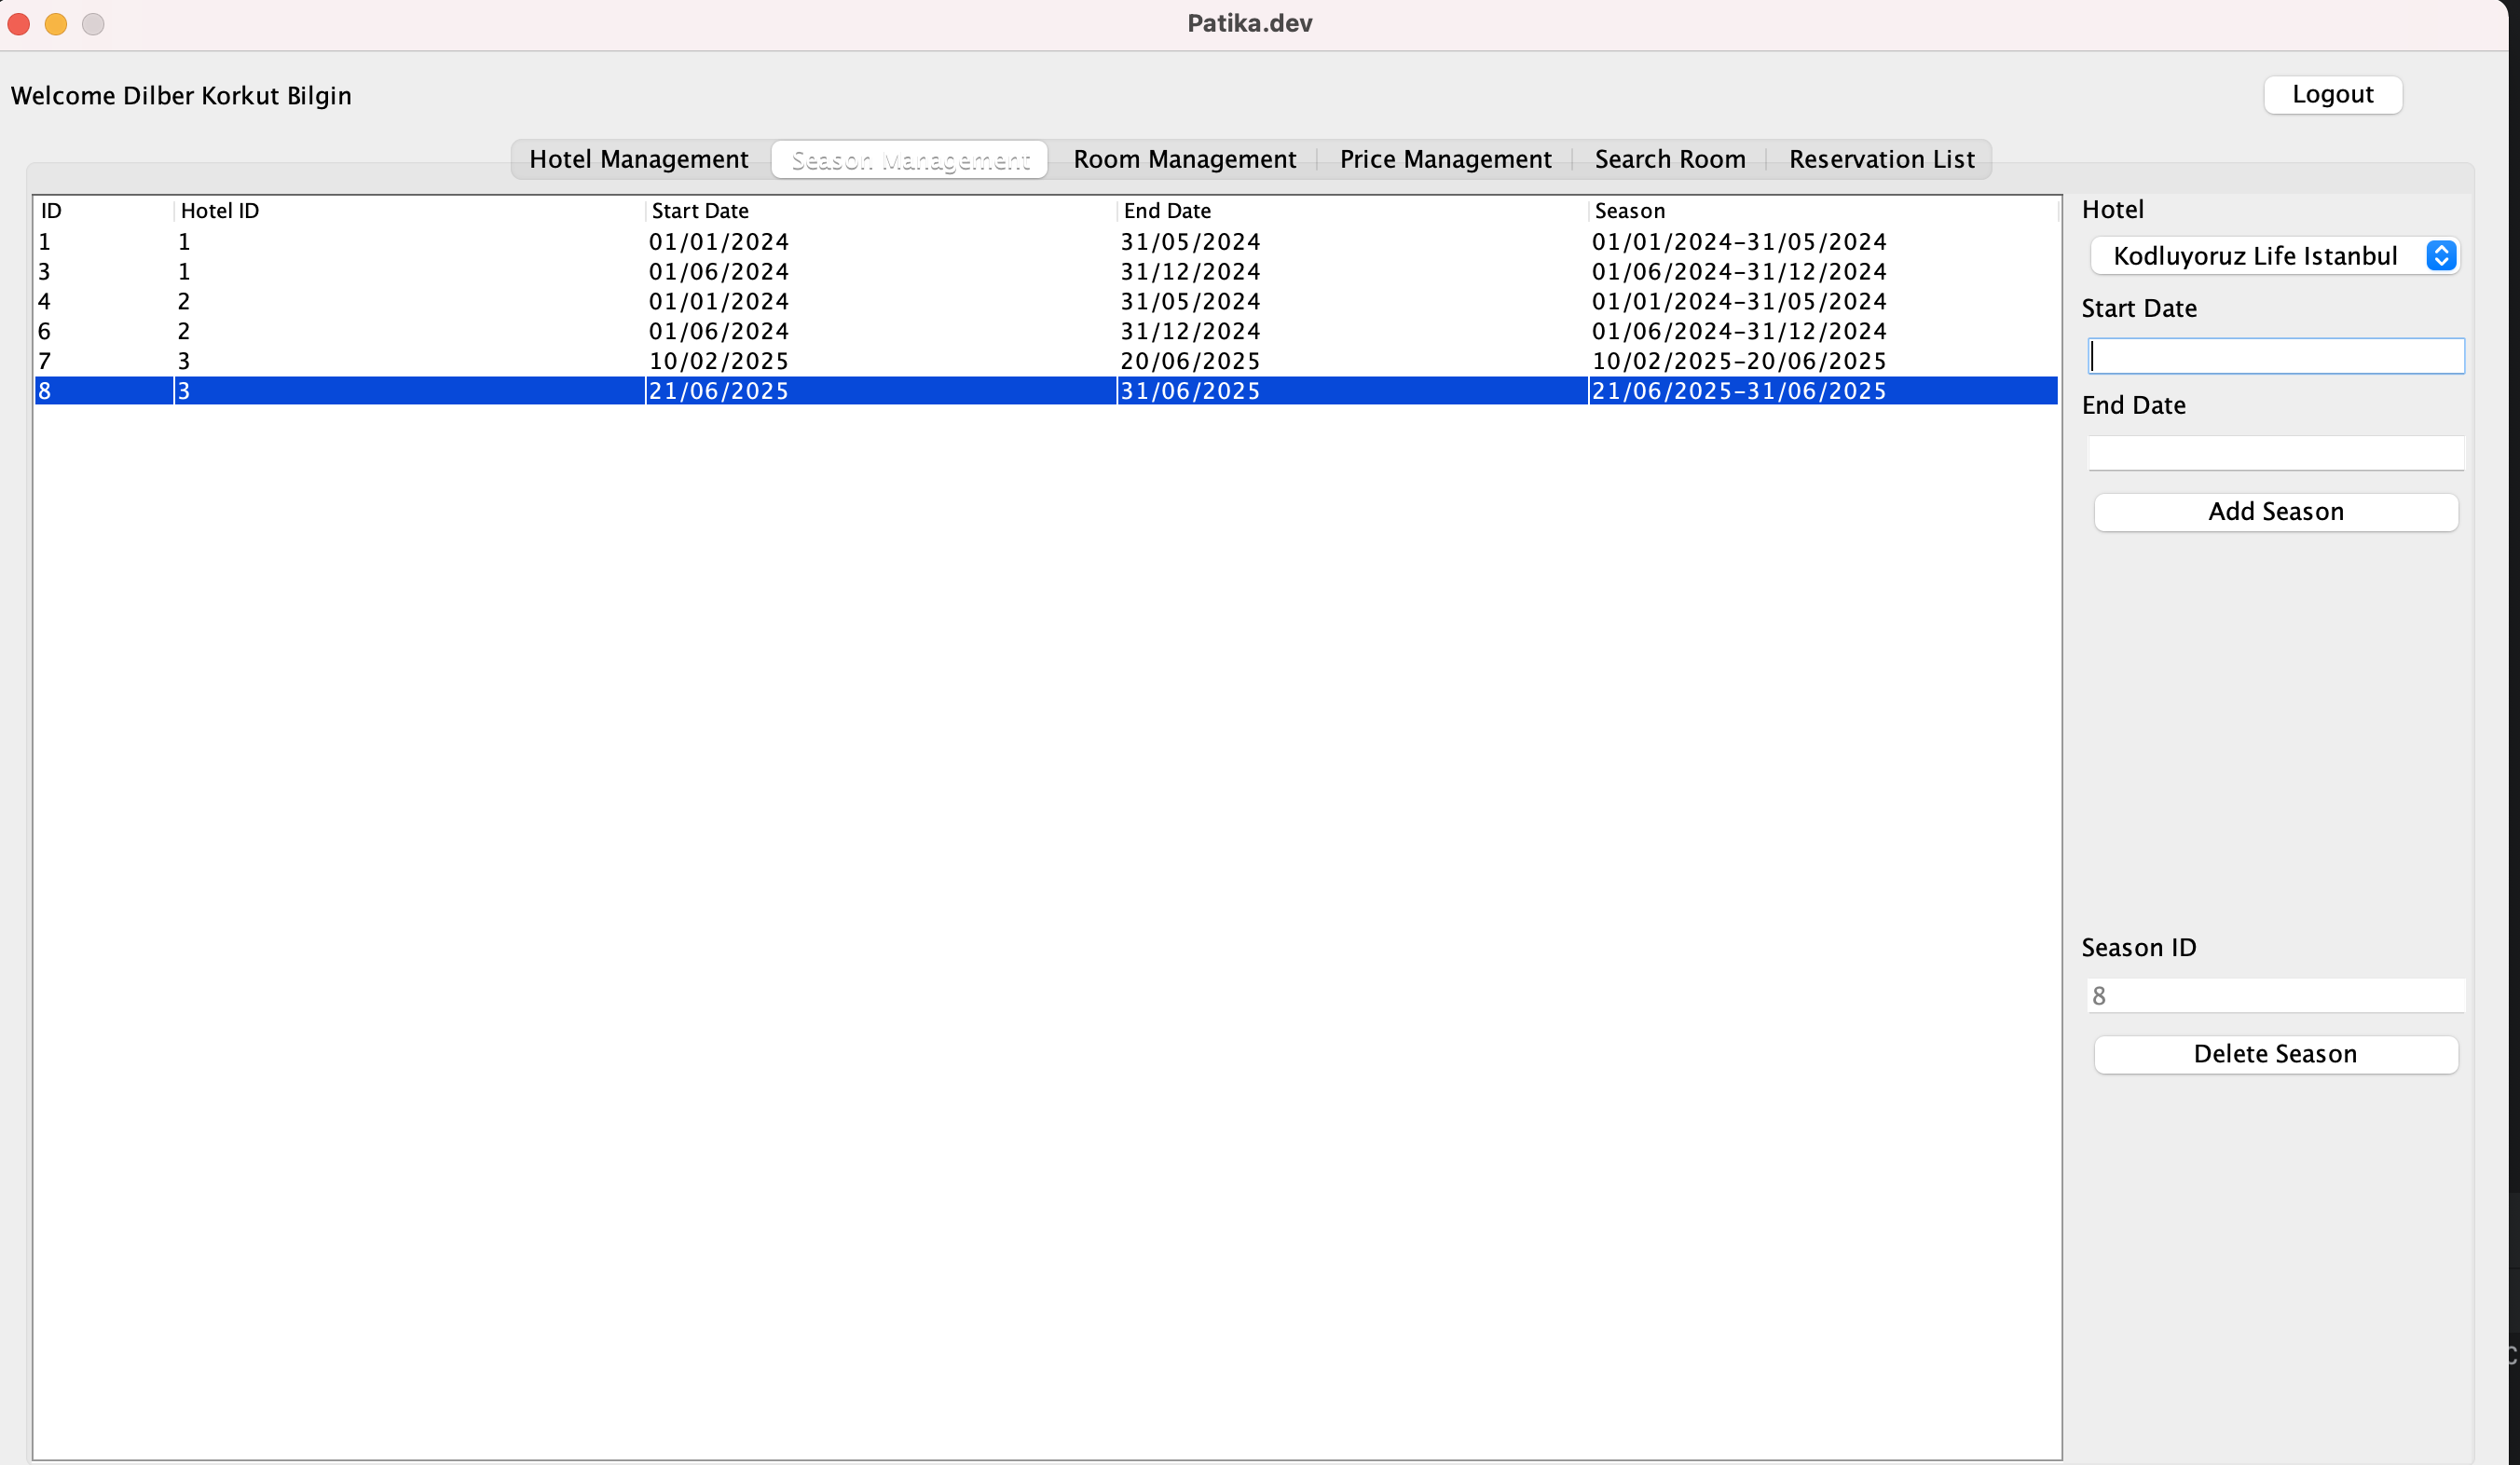 Patika.dev
Welcome Dilber Korkut Bilgin
Logout
Hotel Management Season Management Room Management Price Management Search Room Reservation List
ID Hotel ID Start Date End Date Season
1 1 01/01/2024 31/05/2024 01/01/2024-31/05/2024
3 1 01/06/2024 31/12/2024 01/06/2024-31/12/2024
4 2 01/01/2024 31/05/2024 01/01/2024-31/05/2024
6 2 01/06/2024 31/12/2024 01/06/2024-31/12/2024
7 3 10/02/2025 20/06/2025 10/02/2025-20/06/2025
8 3 21/06/2025 31/06/2025 21/06/2025-31/06/2025
Hotel
Kodluyoruz Life Istanbul
Start Date
End Date
Add Season
Season ID
8
Delete Season